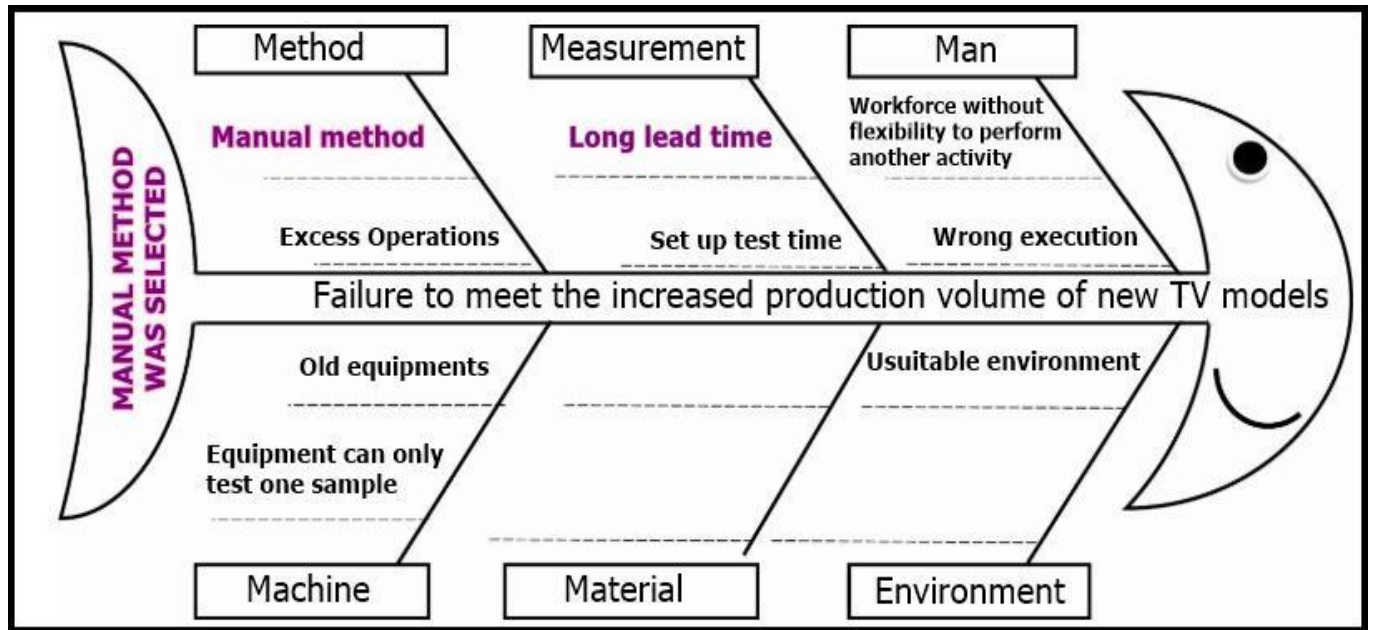 Method
Measurement
Man
Manual method
Long lead time
Workforce without
flexibility to perform
another activity
Excess Operations
Set up test time
Wrong execution
MANUAL METHOD
WAS SELECTED
Failure to meet the increased production volume of new TV models
Old equipments
Usuitable environment
Equipment can only
test one sample
Machine
Material
Environment